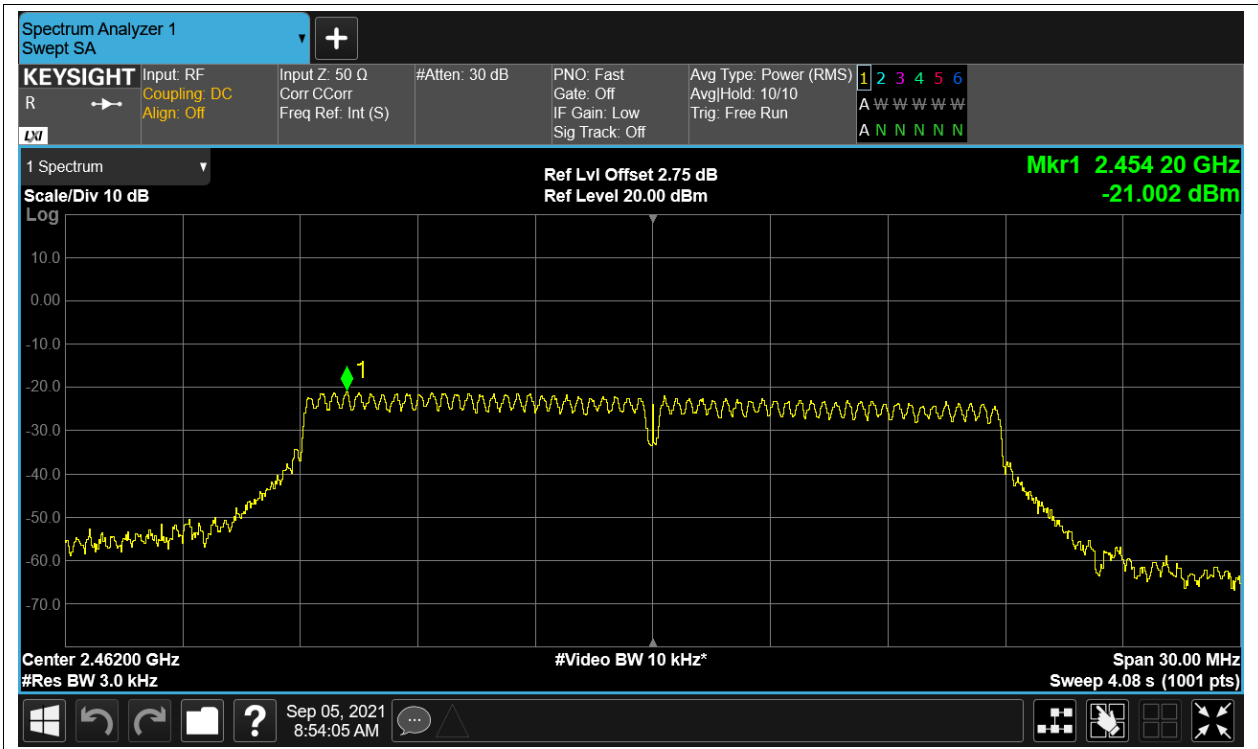 Spectrum Analyzer 1
Swept SA
KEYSIGHT
R
LXI
Input: RF
Coupling: DC
Align: Off
Input Z: 50 Ω
Corr CCorr
Freq Ref: Int (S)
#Atten: 30 dB
PNO: Fast
Gate: Off
IF Gain: Low
Sig Track: Off
Avg Type: Power (RMS)
Avg|Hold: 10/10
Trig: Free Run
1 2 3 4 5 6
A W W W W W
A N N N N N
1 Spectrum
Scale/Div 10 dB
Log
Ref Lvl Offset 2.75 dB
Ref Level 20.00 dBm
Mkr1 2.454 20 GHz
-21.002 dBm
10.0
0.00
-10.0
-20.0
-30.0
-40.0
-50.0
-60.0
-70.0
1
Center 2.46200 GHz
#Res BW 3.0 kHz
#Video BW 10 kHz*
Span 30.00 MHz
Sweep 4.08 s (1001 pts)
?
Sep 05, 2021
8:54:05 AM